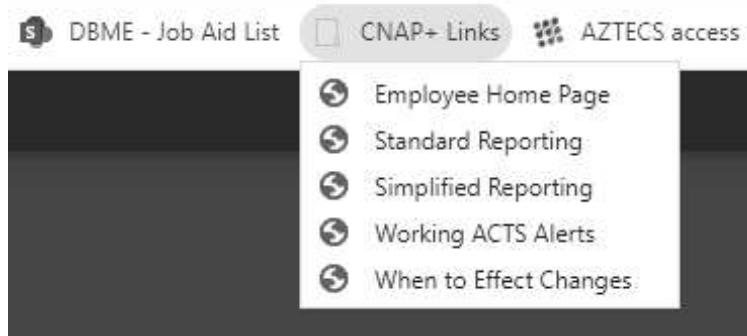 DBME - Job Aid List CNAP+ Links AZTECS access
Employee Home Page
Standard Reporting
Simplified Reporting
Working ACTS Alerts
When to Effect Changes